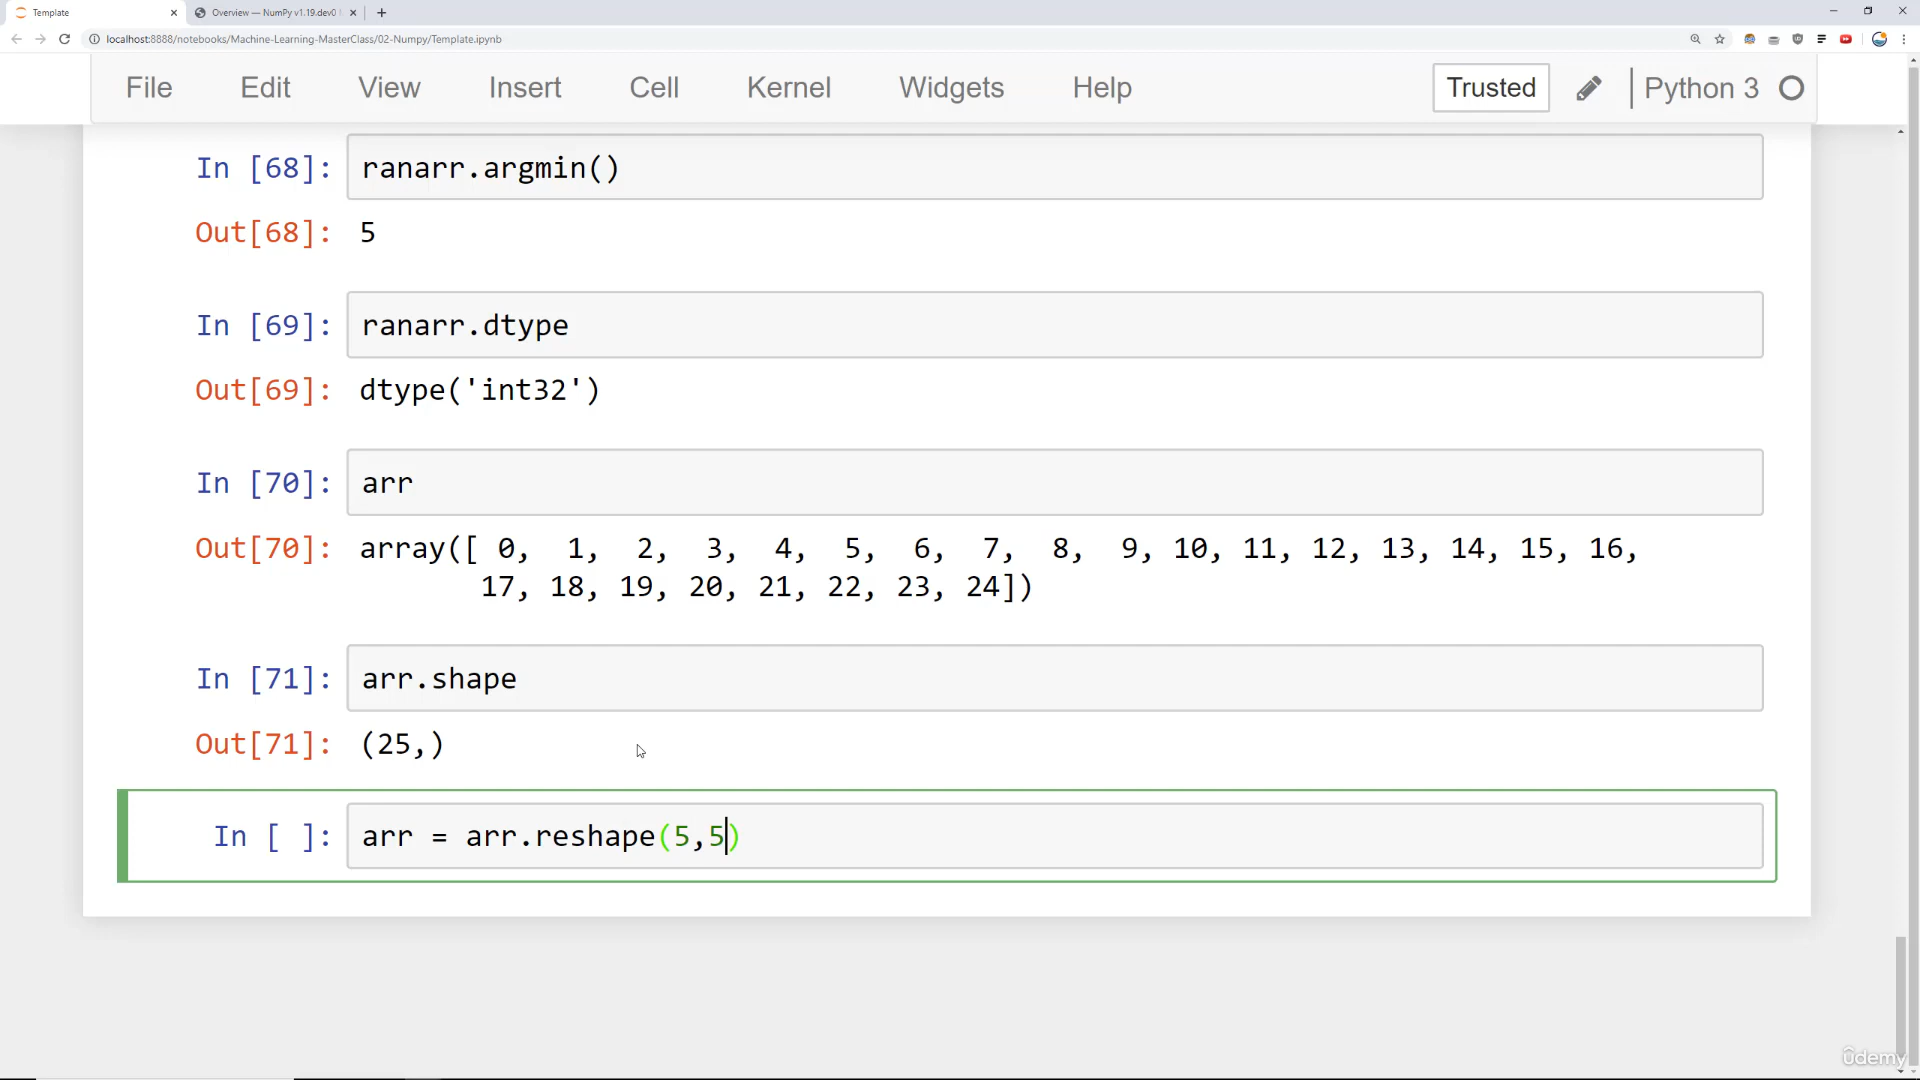 Template
Overview — NumPy v1.19.dev0
localhost:8888/notebooks/Machine-Learning-MasterClass/02-Numpy/Template.ipynb
File Edit View Insert Cell Kernel Widgets Help Trusted Python 3
In [68]: ranarr.argmin()
Out[68]: 5
In [69]: ranarr.dtype
Out[69]: dtype('int32')
In [70]: arr
Out[70]: array([ 0, 1, 2, 3, 4, 5, 6, 7, 8, 9, 10, 11, 12, 13, 14, 15, 16,
17, 18, 19, 20, 21, 22, 23, 24])
In [71]: arr.shape
Out[71]: (25,)
In [ ]: arr = arr.reshape(5,5)
ûdemy